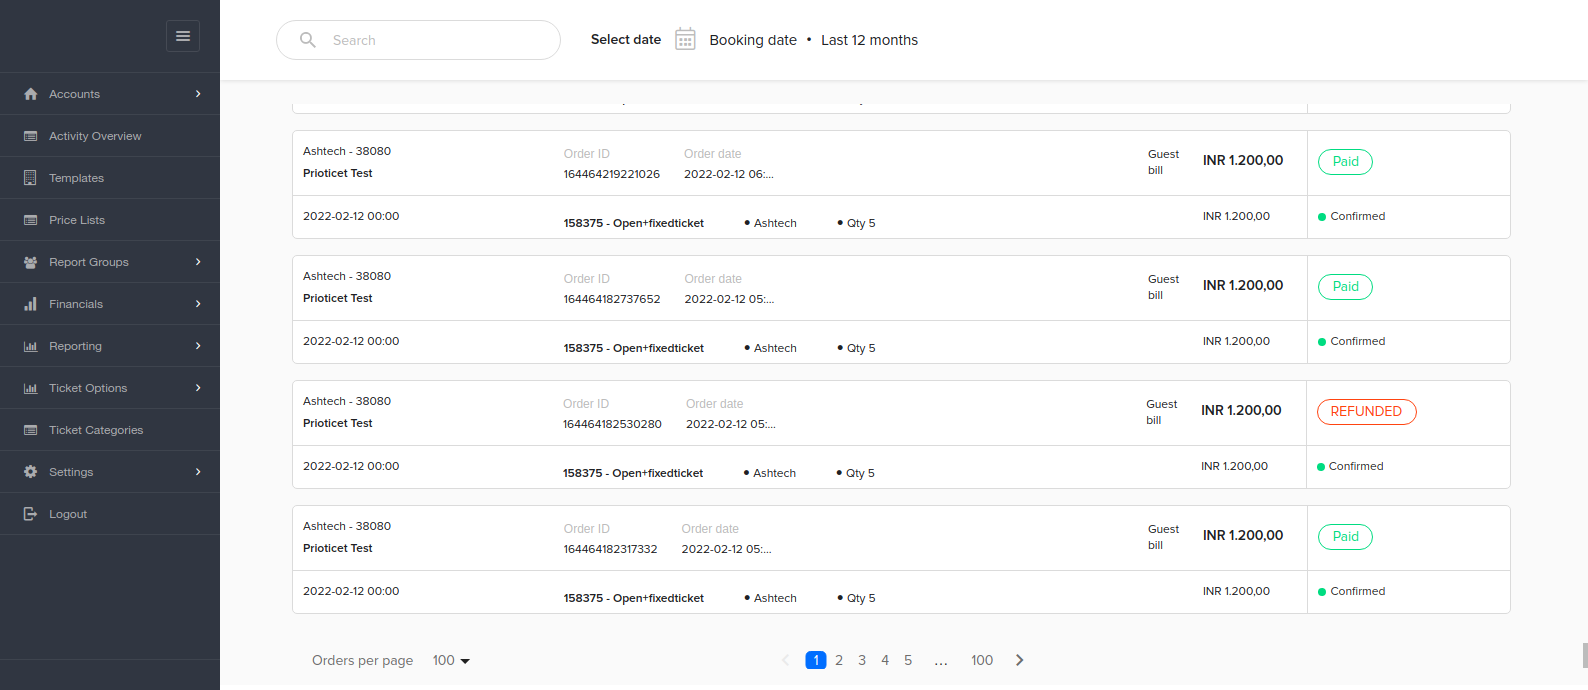 Search
Select date Booking date • Last 12 months
Accounts
Activity Overview
Templates
Price Lists
Report Groups
Financials
Reporting
Ticket Options
Ticket Categories
Settings
Logout
Ashtech - 38080 Order ID Order date Guest bill INR 1.200,00 Paid
Prioticet Test 164464219221026 2022-02-12 06:...
2022-02-12 00:00 158375 - Open+fixedticket • Ashtech • Qty 5 INR 1.200,00 Confirmed
Ashtech - 38080 Order ID Order date Guest bill INR 1.200,00 Paid
Prioticet Test 164464182737652 2022-02-12 05:...
2022-02-12 00:00 158375 - Open+fixedticket • Ashtech • Qty 5 INR 1.200,00 Confirmed
Ashtech - 38080 Order ID Order date Guest bill INR 1.200,00 REFUNDED
Prioticet Test 164464182530280 2022-02-12 05:...
2022-02-12 00:00 158375 - Open+fixedticket • Ashtech • Qty 5 INR 1.200,00 Confirmed
Ashtech - 38080 Order ID Order date Guest bill INR 1.200,00 Paid
Prioticet Test 164464182317332 2022-02-12 05:...
2022-02-12 00:00 158375 - Open+fixedticket • Ashtech • Qty 5 INR 1.200,00 Confirmed
Orders per page 100 1 2 3 4 5 ... 100